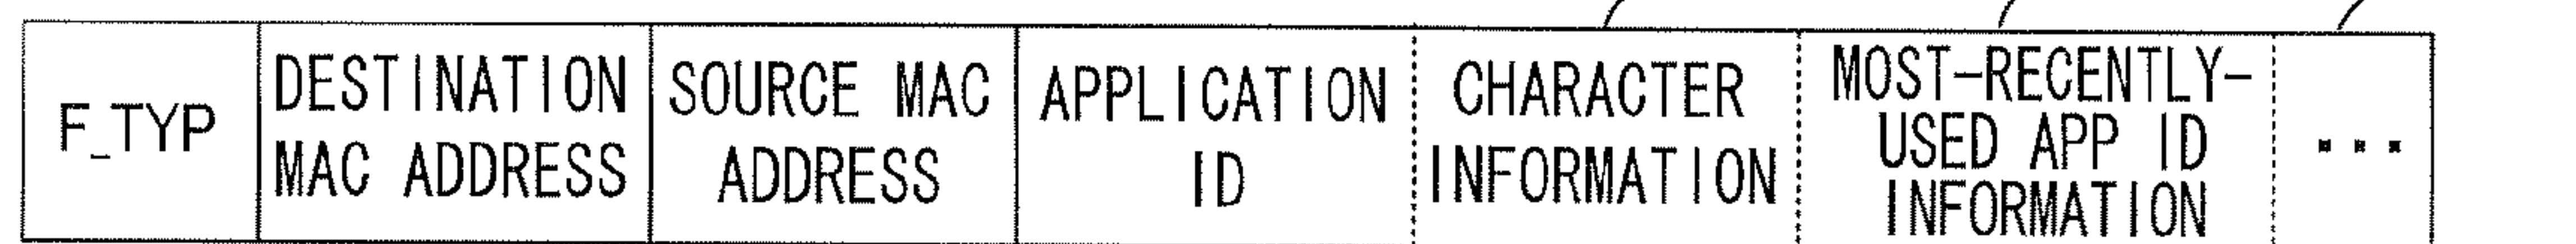 F_TYP
DESTINATION
MAC ADDRESS
SOURCE MAC
ADDRESS
APPLICATION
ID
CHARACTER
INFORMATION
MOST-RECENTLY-
USED APP ID
INFORMATION
...